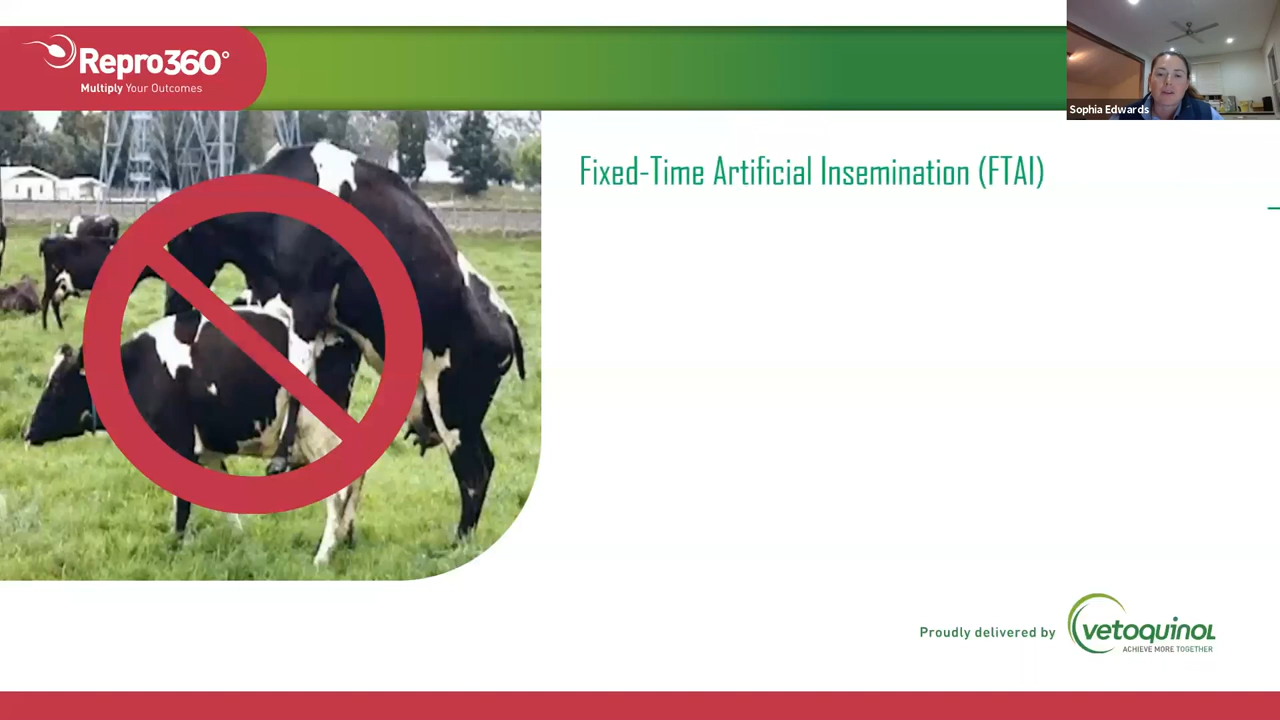 Repro360°
Multiply Your Outcomes
Sophia Edwards
Fixed-Time Artificial Insemination (FTAI)
Proudly delivered by
vetoquinol
ACHIEVE MORE TOGETHER